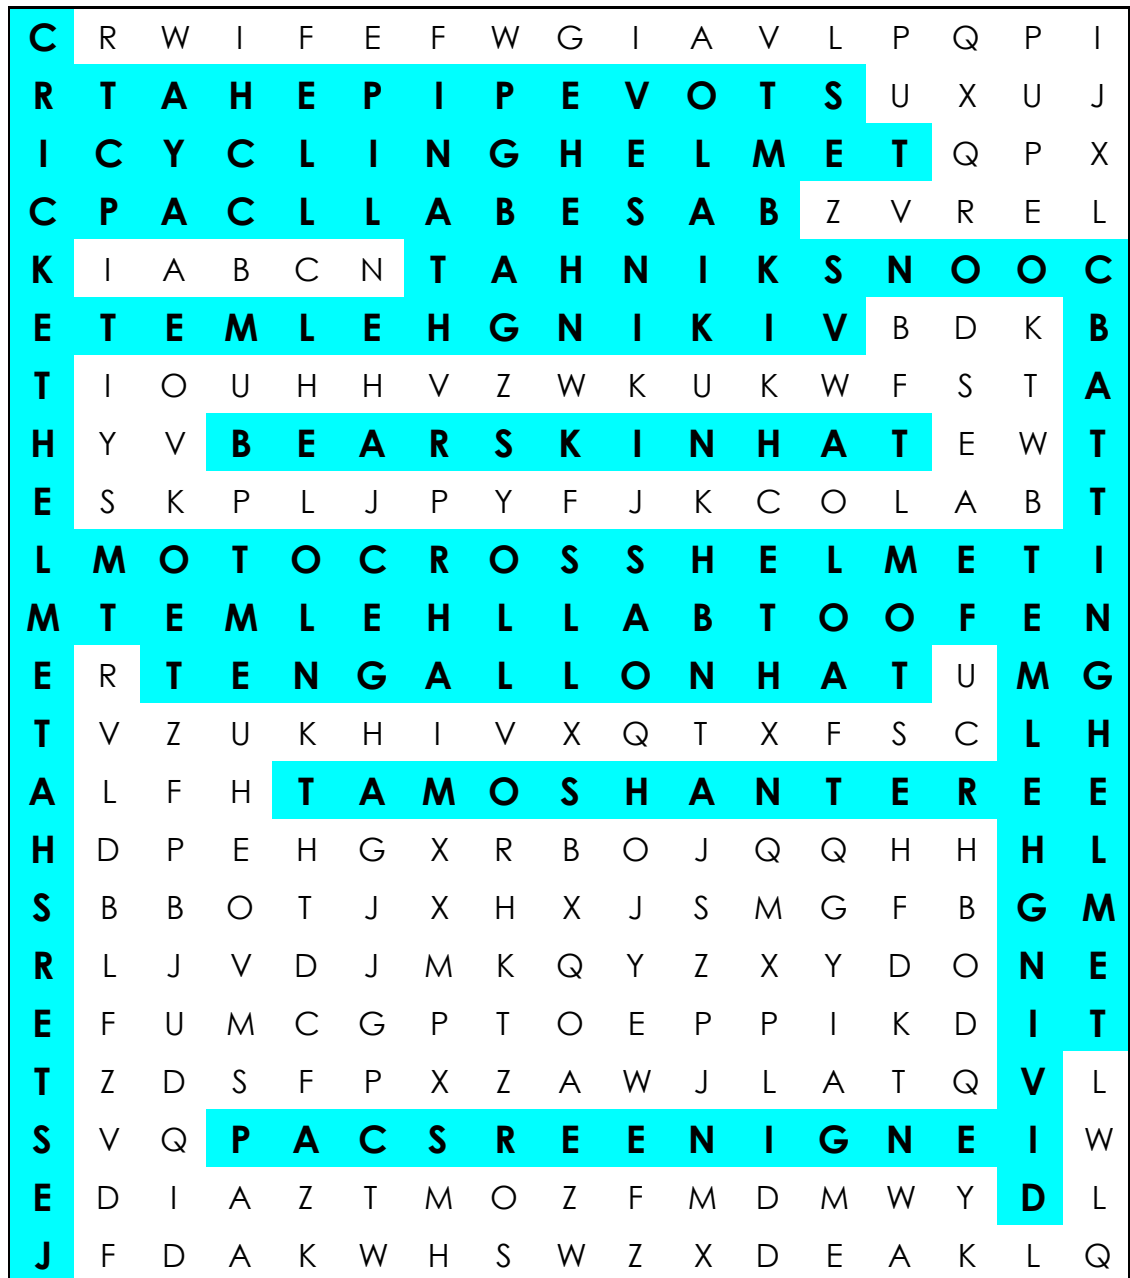 C R W I F E F W G I A V L P Q P I
R T A H E P I P E V O T S U X U J
I C Y C L I N G H E L M E T Q P X
C P A C L L A B E S A B Z V R E L
K I A B C N T A H N I K S N O O C
E T E M L E H G N I K I V B D K B
T I O U H H V Z W K U K W F S T A
H Y V B E A R S K I N H A T E W T
E S K P L J P Y F J K C O L A B T
L M O T O C R O S S H E L M E T I
M T E M L E H L L A B T O O F E N
E R T E N G A L L O N H A T U M G
T V Z U K H I V X Q T X F S C L H
A L F H T A M O S H A N T E R E E
H D P E H G X R B O J Q Q H H H L
S B B O T J X H X J S M G F B G M
R L J V D J M K Q Y Z X Y D O N E
E F U M C G P T O E P P I K D I T
T Z D S F P X Z A W J L A T Q V L
S V Q P A C S R E E N I G N E I W
E D I A Z T M O Z F M D M W Y D L
J F D A K W H S W Z X D E A K L Q